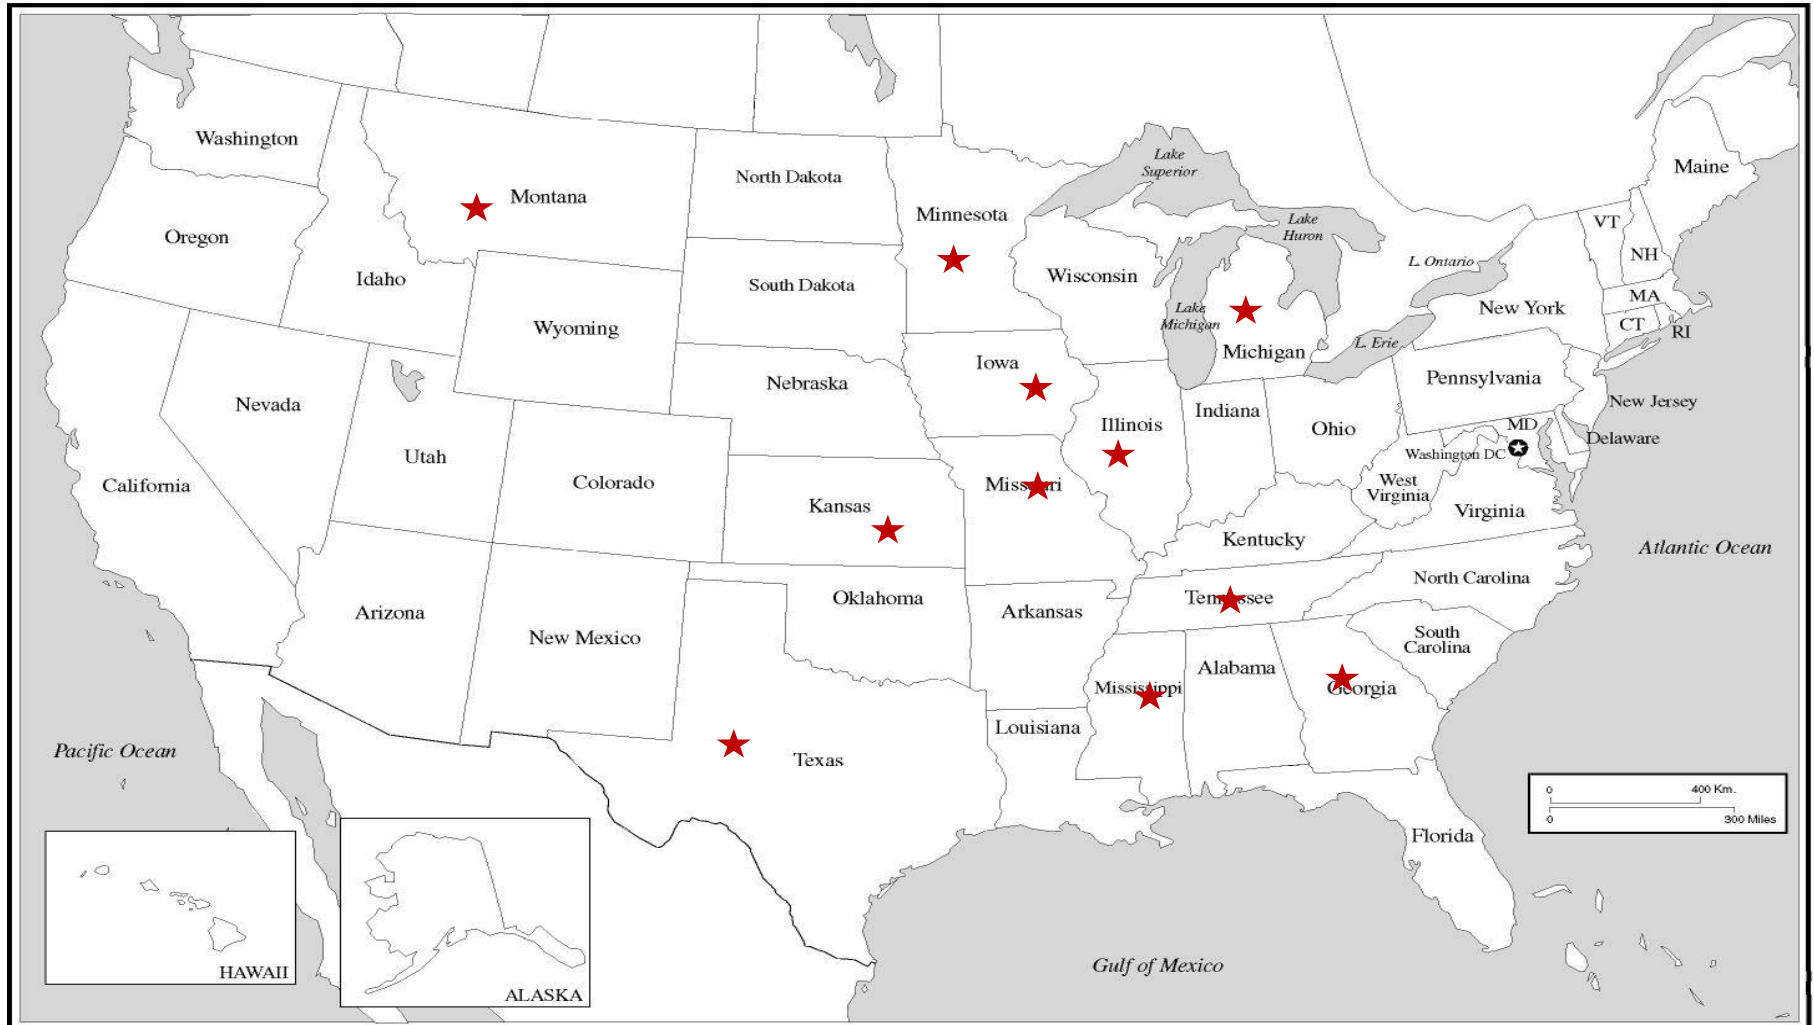 Washington
Montana
North Dakota
Minnesota
Lake
Superior
Maine
Oregon
Idaho
Wyoming
South Dakota
Wisconsin
Lake
Huron
Lake
Michigan
Michigan
L. Ontario
L. Erie
New York
VT
NH
MA
CT
RI
Nevada
Utah
California
Colorado
Nebraska
Iowa
Kansas
Missouri
Illinois
Indiana
Ohio
Pennsylvania
New Jersey
MD
Delaware
Washington DC
West
Virginia
Virginia
Kentucky
Atlantic Ocean
Arizona
New Mexico
Oklahoma
Arkansas
Tennessee
North Carolina
South
Carolina
Mississippi
Alabama
Georgia
Louisiana
Texas
Florida
Pacific Ocean
Gulf of Mexico
HAWAII
ALASKA
0 400 Km.
0 300 Miles